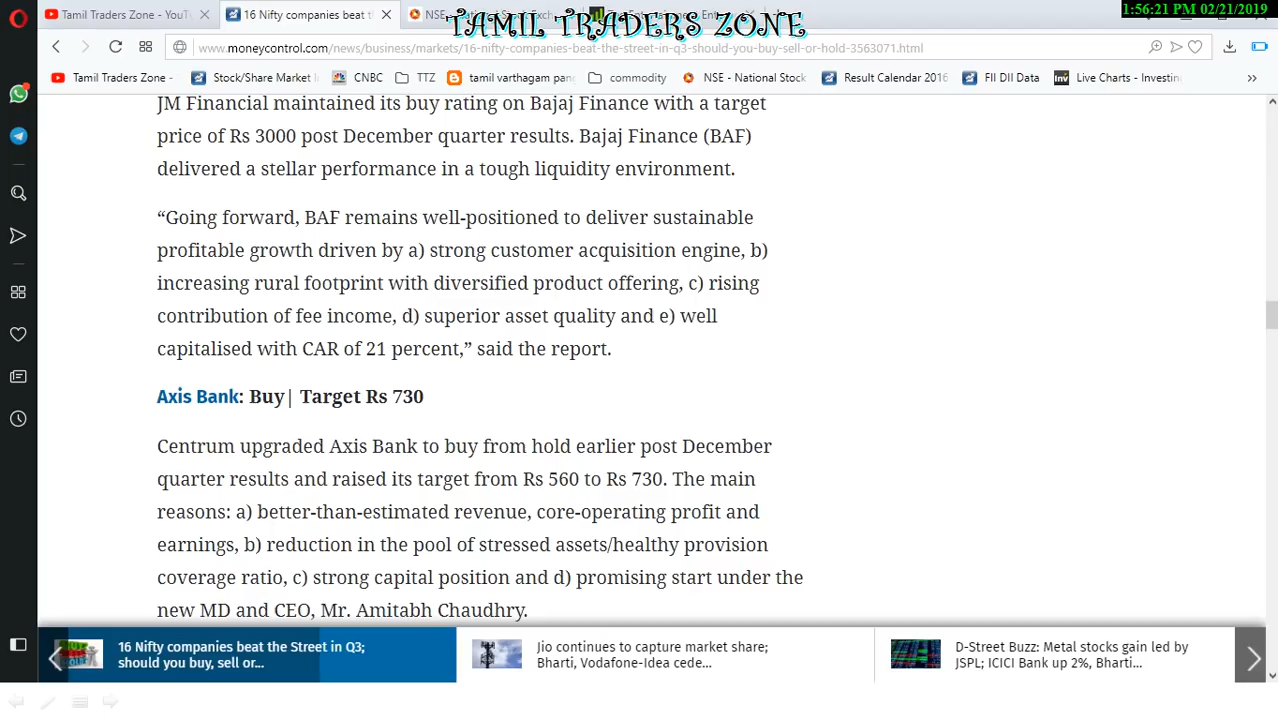 Tamil Traders Zone - YouT
16 Nifty companies beat th
NSE
TAMIL TRADERS ZONE
1:56:21 PM 02/21/2019
www.moneycontrol.com/news/business/markets/16-nifty-companies-beat-the-street-in-q3-should-you-buy-sell-or-hold-3563071.html
Tamil Traders Zone -
Stock/Share Market
CNBC
TTZ
tamil varthagam pan
commodity
NSE - National Stock
Result Calendar 2016
FII DII Data
Inv
Live Charts - Investin
JM Financial maintained its buy rating on Bajaj Finance with a target
price of Rs 3000 post December quarter results. Bajaj Finance (BAF)
delivered a stellar performance in a tough liquidity environment.
“Going forward, BAF remains well-positioned to deliver sustainable
profitable growth driven by a) strong customer acquisition engine, b)
increasing rural footprint with diversified product offering, c) rising
contribution of fee income, d) superior asset quality and e) well
capitalised with CAR of 21 percent,” said the report.
Axis Bank: Buy| Target Rs 730
Centrum upgraded Axis Bank to buy from hold earlier post December
quarter results and raised its target from Rs 560 to Rs 730. The main
reasons: a) better-than-estimated revenue, core-operating profit and
earnings, b) reduction in the pool of stressed assets/healthy provision
coverage ratio, c) strong capital position and d) promising start under the
new MD and CEO, Mr. Amitabh Chaudhry.
16 Nifty companies beat the Street in Q3;
should you buy, sell or...
Jio continues to capture market share;
Bharti, Vodafone-Idea cede...
D-Street Buzz: Metal stocks gain led by
JSPL; ICICI Bank up 2%, Bharti...